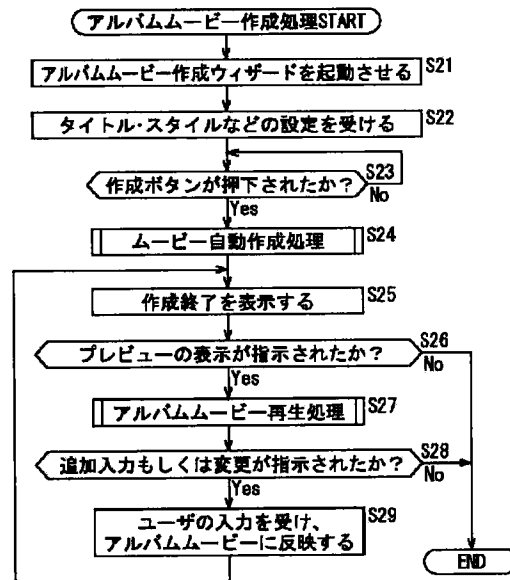 アルバムムービー作成処理START
アルバムムービー作成ウィザードを起動させる
S21
タイトル・スタイルなどの設定を受ける
S22
作成ボタンが押下されたか？
S23
No
Yes
ムービー自動作成処理
S24
作成終了を表示する
S25
プレビューの表示が指示されたか？
S26
No
Yes
アルバムムービー再生処理
S27
追加入力もしくは変更が指示されたか？
S28
No
Yes
ユーザの入力を受け、
アルバムムービーに反映する
S29
END